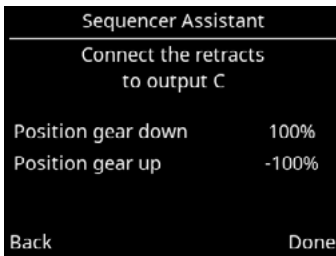 Sequencer Assistant
Connect the retracts
to output C
Position gear down 100%
Position gear up -100%
Back Done